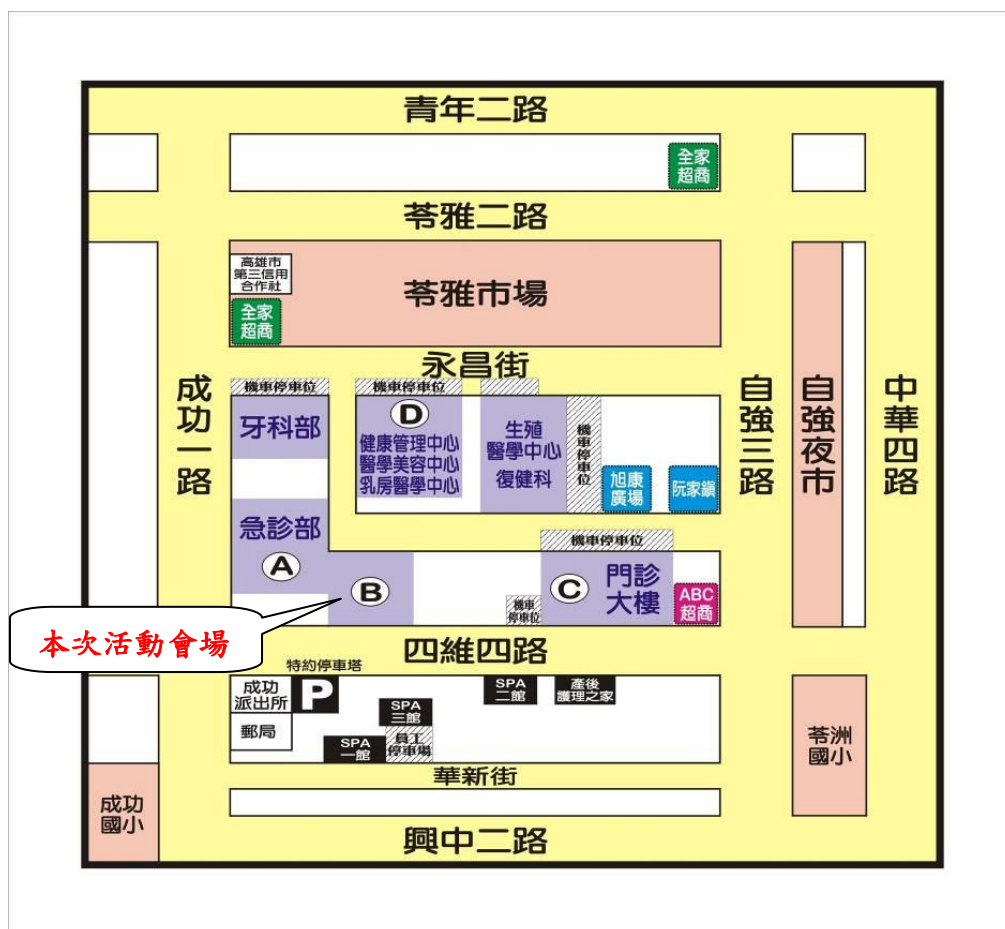 青年二路
全家
超商
苓雅二路
高雄市
第三信用
合作社
苓雅市場
全家
超商
永昌街
成功一路
機車停車位
牙科部
機車停車位
D
健康管理中心
醫學美容中心
乳房醫學中心
生殖
醫學中心
復健科
機車停車位
旭康
廣場
阮家鎮
自強三路
自強夜市
中華四路
急診部
A
B
機車停車位
C
門診
大樓
機車
停車位
ABC
超商
本次活動會場
四維四路
特約停車塔
成功
派出所
P
郵局
SPA
一館
SPA
三館
員工
停車場
SPA
二館
產後
護理之家
苓洲
國小
華新街
成功
國小
興中二路